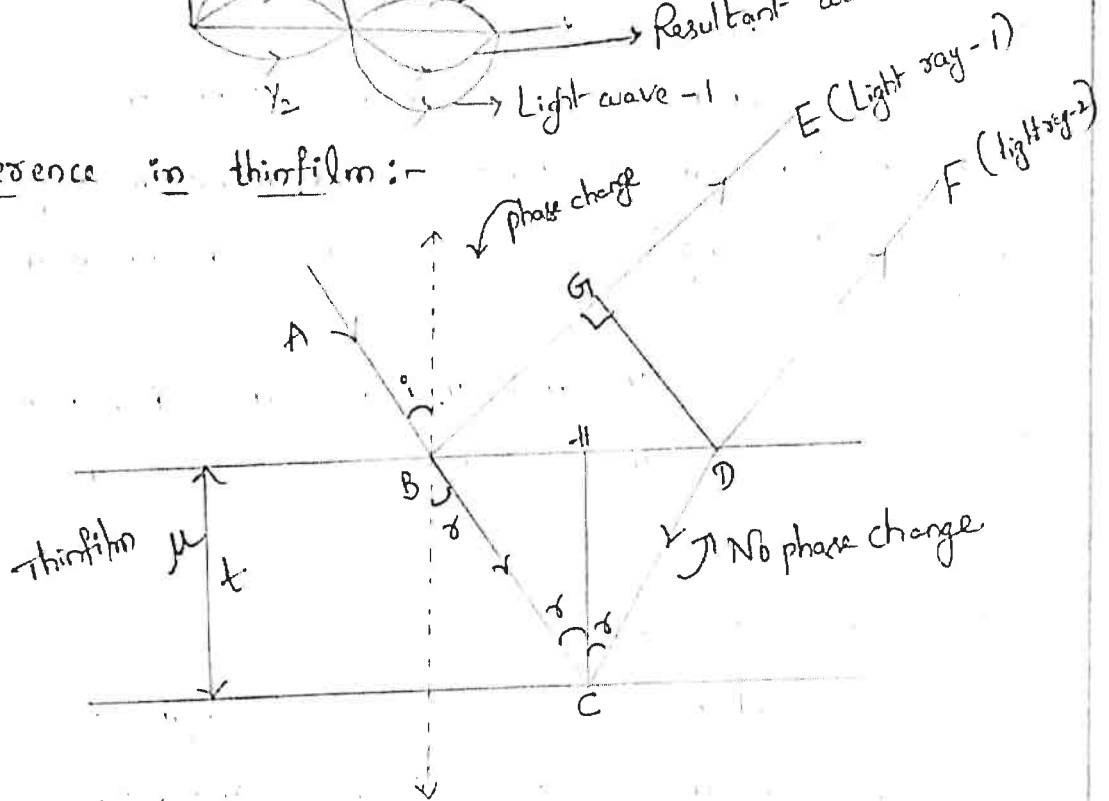 Resultant
Y2
Light wave - 1.
erence in thinfilm :-
E (Light ray - 1)
F (light ray-2)
phase change
G
A
i
H
B
D
r
Thinfilm μ
t
No phase change
r
r
C